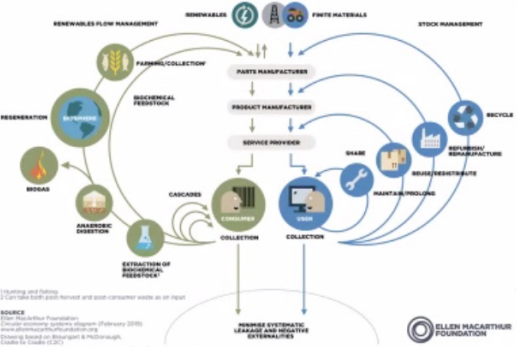 RENEWABLES
FINITE MATERIALS
RENEWABLES FLOW MANAGEMENT
STOCK MANAGEMENT
FARMING/COLLECTION¹
PARTS MANUFACTURER
BIOCHEMICAL
FEEDSTOCK
PRODUCT MANUFACTURER
REGENERATION
BIOSPHERE
RECYCLE
SERVICE PROVIDER
REFURBISH/
REMANUFACTURE
SHARE
REUSE/REDISTRIBUTE
BIOGAS
CASCADES
MAINTAIN/PROLONG
CONSUMER
USER
ANAEROBIC
DIGESTION
COLLECTION
COLLECTION
EXTRACTION OF
BIOCHEMICAL
FEEDSTOCK²
1 Hunting and fishing
2 Can take both post-harvest and post-consumer waste as an input
SOURCE
Ellen MacArthur Foundation
Circular economy systems diagram (February 2019)
www.ellenmacarthurfoundation.org
Drawing based on Braungart & McDonough,
Cradle to Cradle (C2C)
MINIMISE SYSTEMATIC
LEAKAGE AND NEGATIVE
EXTERNALITIES
ELLEN MACARTHUR
FOUNDATION